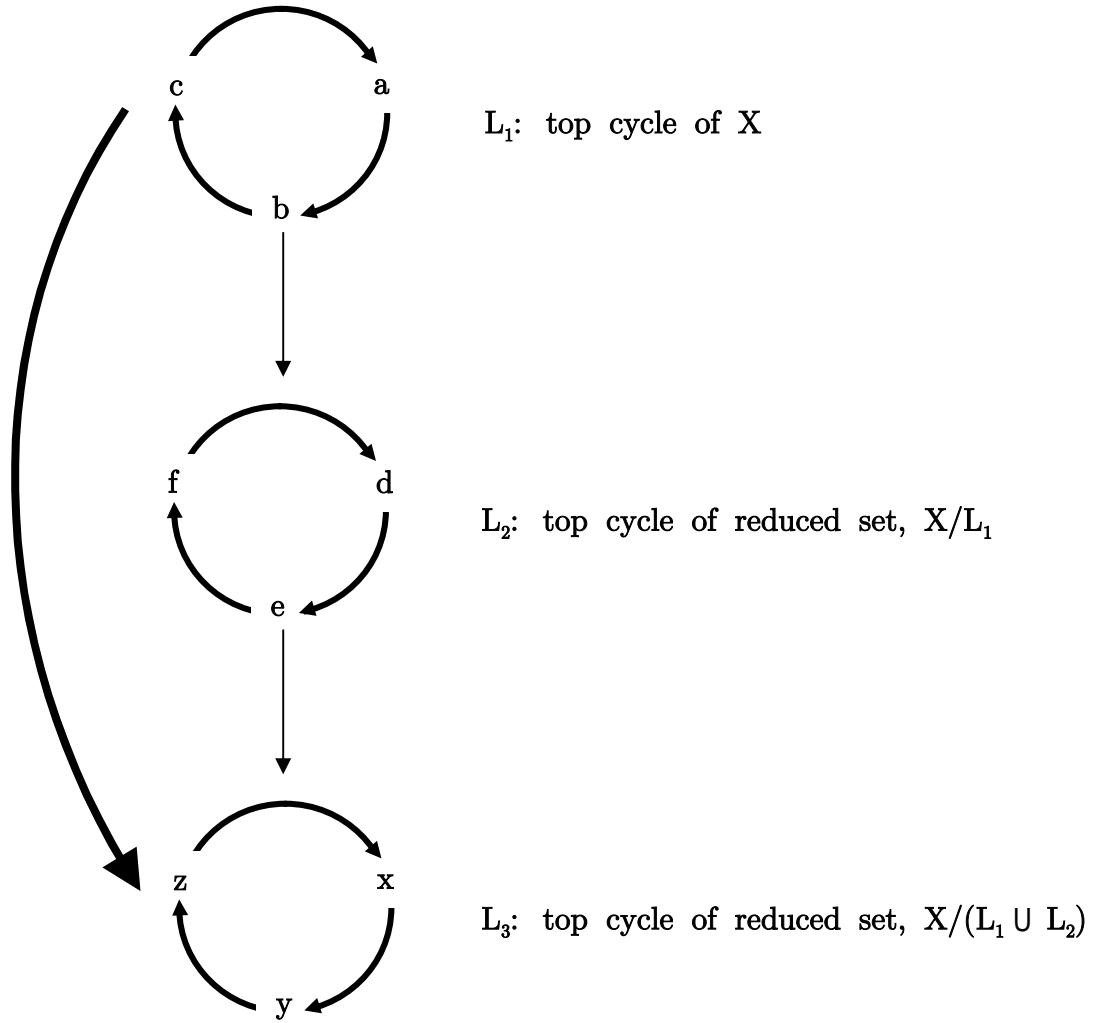 c a
L₁: top cycle of X
b
f d
L₂: top cycle of reduced set, X/L₁
e
z x
L₃: top cycle of reduced set, X/(L₁ ∪ L₂)
y